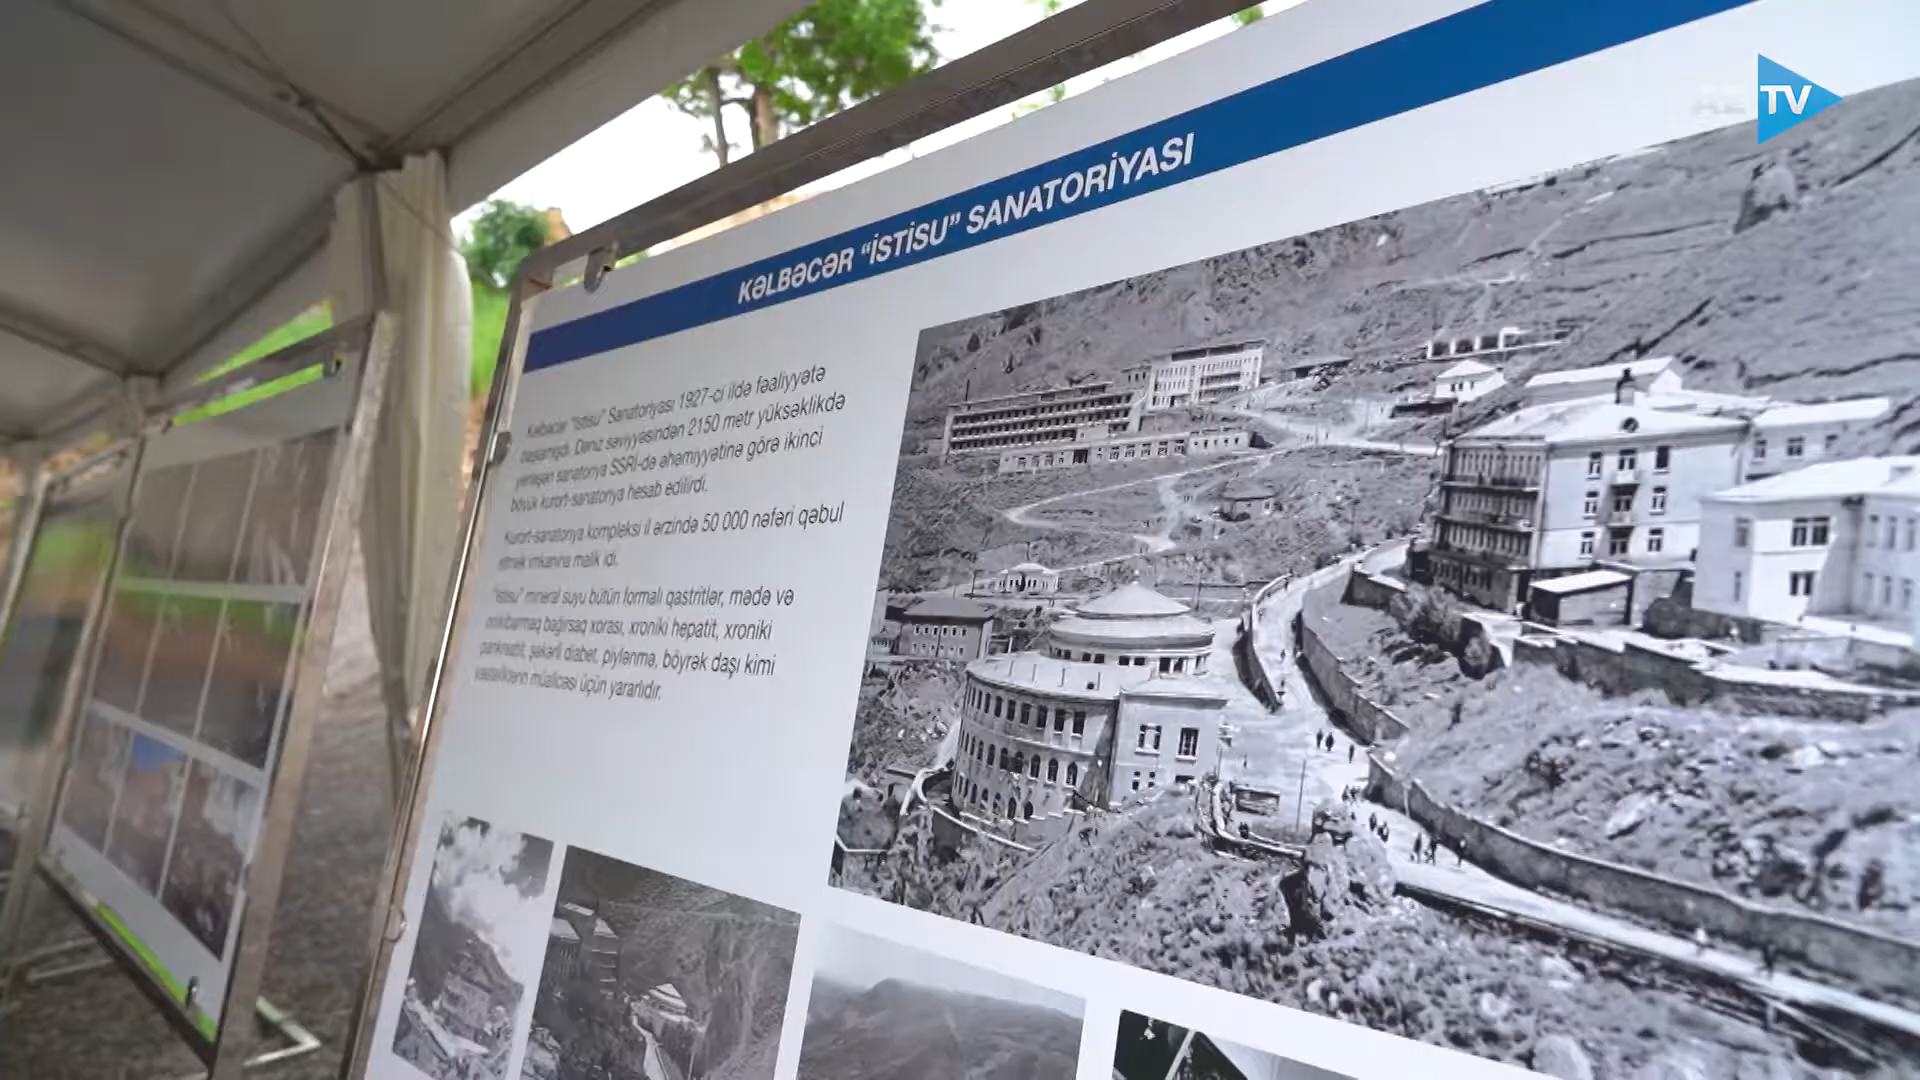 KƏLBƏCƏR “İSTİSU” SANATORİYASI
Kəlbəcər “İstisu” Sanatoriyası 1927-ci ildə fəaliyyətə
başlamışdı. Dəniz səviyyəsindən 2150 metr yüksəklikdə
yerləşən sanatoriya SSRİ-də əhəmiyyətinə görə ikinci
böyük kurort-sanatoriya hesab edilirdi.
Kurort-sanatoriya kompleksi il ərzində 50 000 nəfəri qəbul
etmək imkanına malik idi.
“İstisu” mineral suyu bütün formalı qastritlər, mədə və
onikibarmaq bağırsaq xorası, xroniki hepatit, xroniki
pankreatit, şəkərli diabet, piylənmə, böyrək daşı kimi
xəstəliklərin müalicəsi üçün yararlıdır.
AZ TV